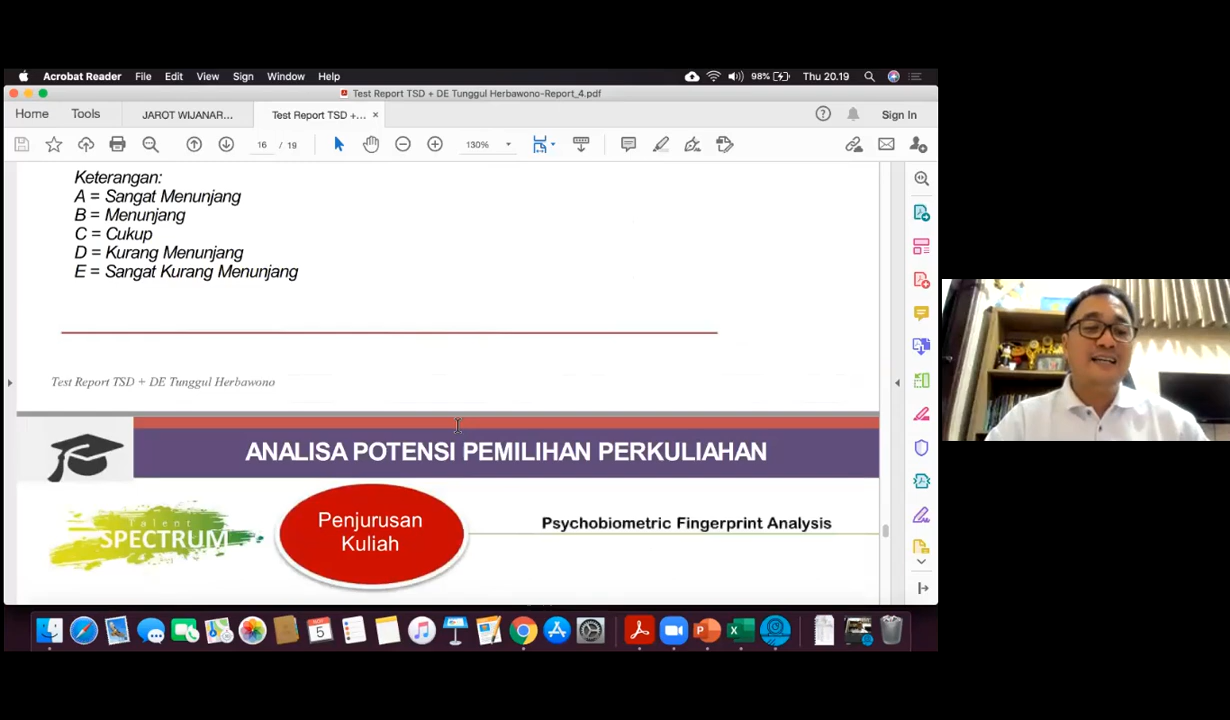 Acrobat Reader File Edit View Sign Window Help 98% Thu 20.19
Test Report TSD + DE Tunggul Herbawono-Report_4.pdf
Home Tools JAROT WIJANAR... Test Report TSD +... × Sign In
16 / 19 130%
Keterangan:
A = Sangat Menunjang
B = Menunjang
C = Cukup
D = Kurang Menunjang
E = Sangat Kurang Menunjang
Test Report TSD + DE Tunggul Herbawono
ANALISA POTENSI PEMILIHAN PERKULIAHAN
Talent
SPECTRUM
Penjurusan
Kuliah
Psychobiometric Fingerprint Analysis
NOV
5